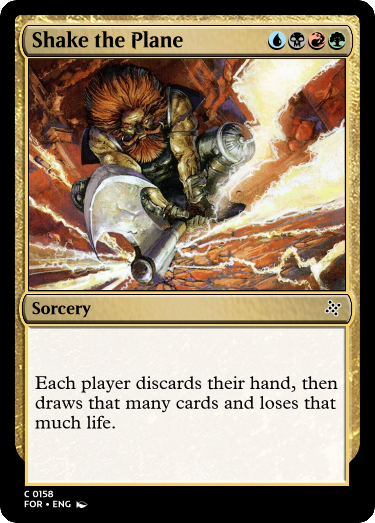 Shake the Plane
Sorcery
Each player discards their hand, then
draws that many cards and loses that
much life.
C 0158
FOR • ENG